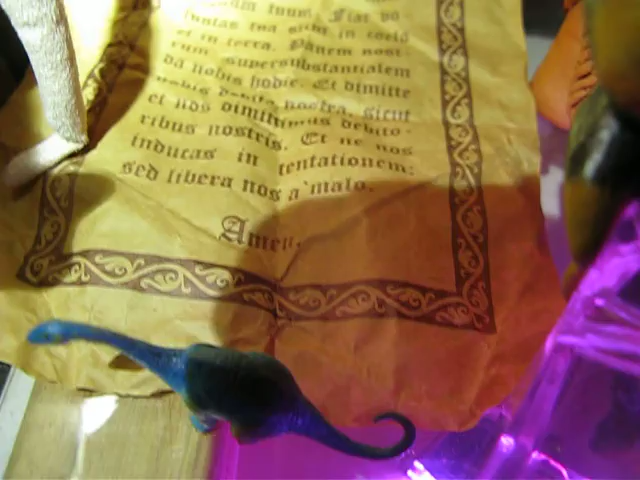 tuum. Fiat vo
luntas tua sicut in coelo
et in terra. Panem nost-
rum supersubstantialem
da nobis hodie. Et dimitte
nobis debita nostra, sicut
et nos dimittimus debito-
ribus nostris. Et ne nos
inducas in tentationem:
sed libera nos a'malo.
Amen.